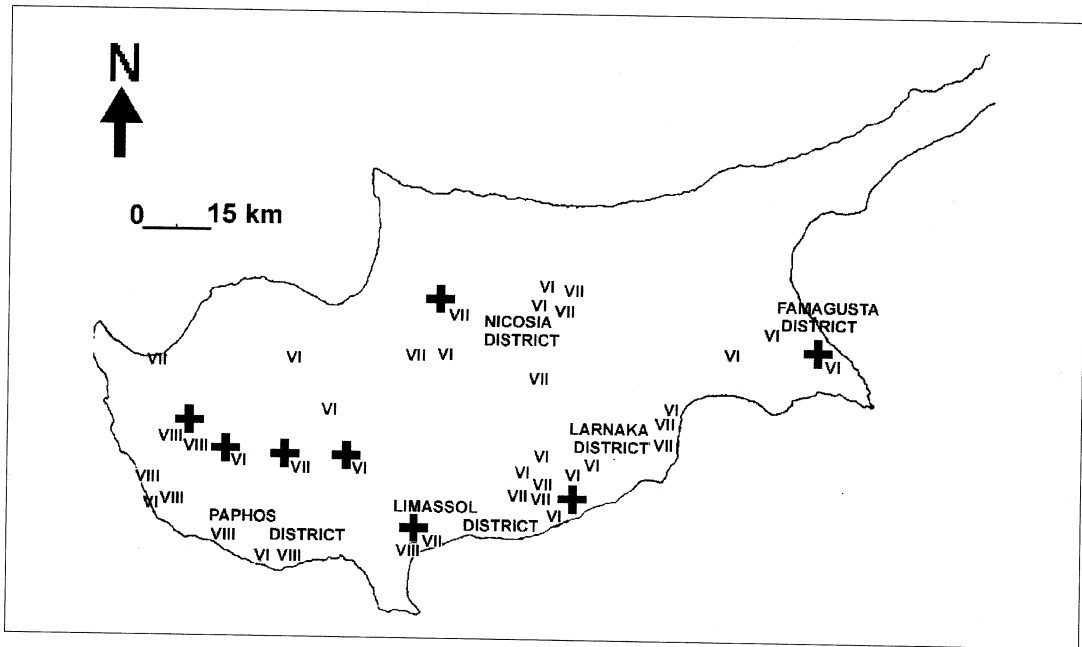 N
0 15 km
VI VII
VI VII
VII
NICOSIA
DISTRICT
FAMAGUSTA
DISTRICT
VI
VII VI VII VI VI VI
VII
VI
VI
VII
LARNAKA
DISTRICT
VII
VIII VIII
VI VII VI
VI
VI VI VI
VIII
VII
VI VIII
VII VII
LIMASSOL
DISTRICT
VI
PAPHOS
DISTRICT
VIII
VIII VII
VI VIII